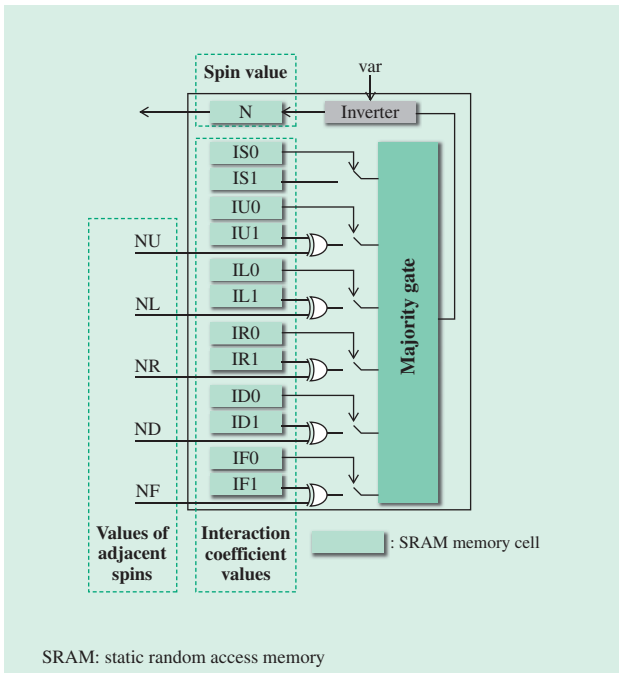 Spin value
var
N
Inverter
IS0
IS1
IU0
IU1
NU
IL0
IL1
NL
IR0
IR1
NR
ID0
ID1
ND
IF0
IF1
NF
Majority gate
Values of
adjacent
spins
Interaction
coefficient
values
: SRAM memory cell
SRAM: static random access memory